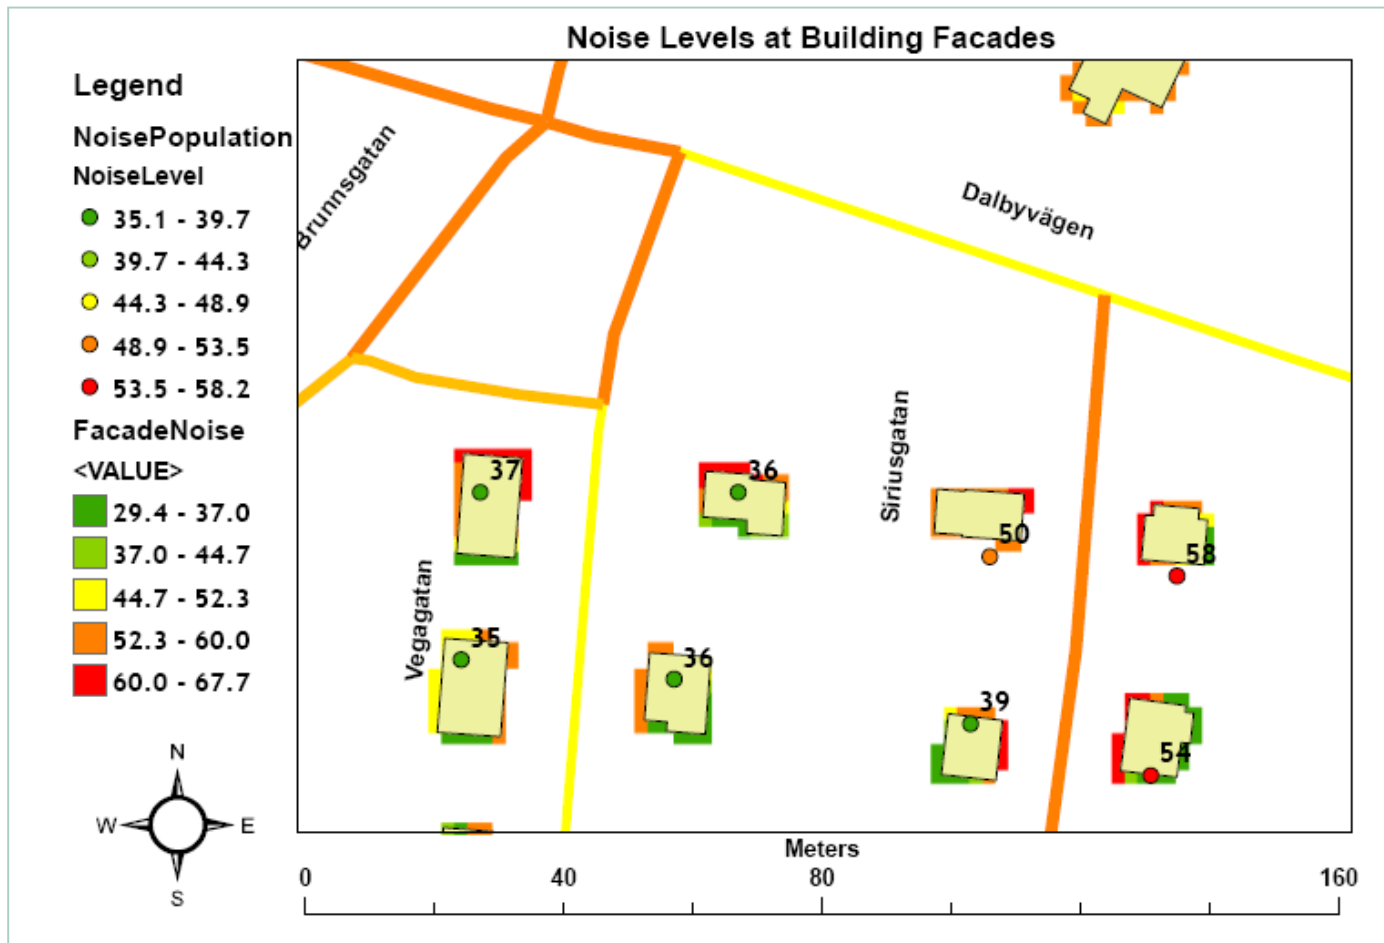 Noise Levels at Building Facades
Legend
NoisePopulation
NoiseLevel
35.1 - 39.7
39.7 - 44.3
44.3 - 48.9
48.9 - 53.5
53.5 - 58.2
FacadeNoise
<VALUE>
29.4 - 37.0
37.0 - 44.7
44.7 - 52.3
52.3 - 60.0
60.0 - 67.7
Brunnsgatan
Dalbyvägen
Siriusgatan
Vegagatan
37
36
50
58
35
36
39
54
N
W E
S
Meters
0 40 80 160